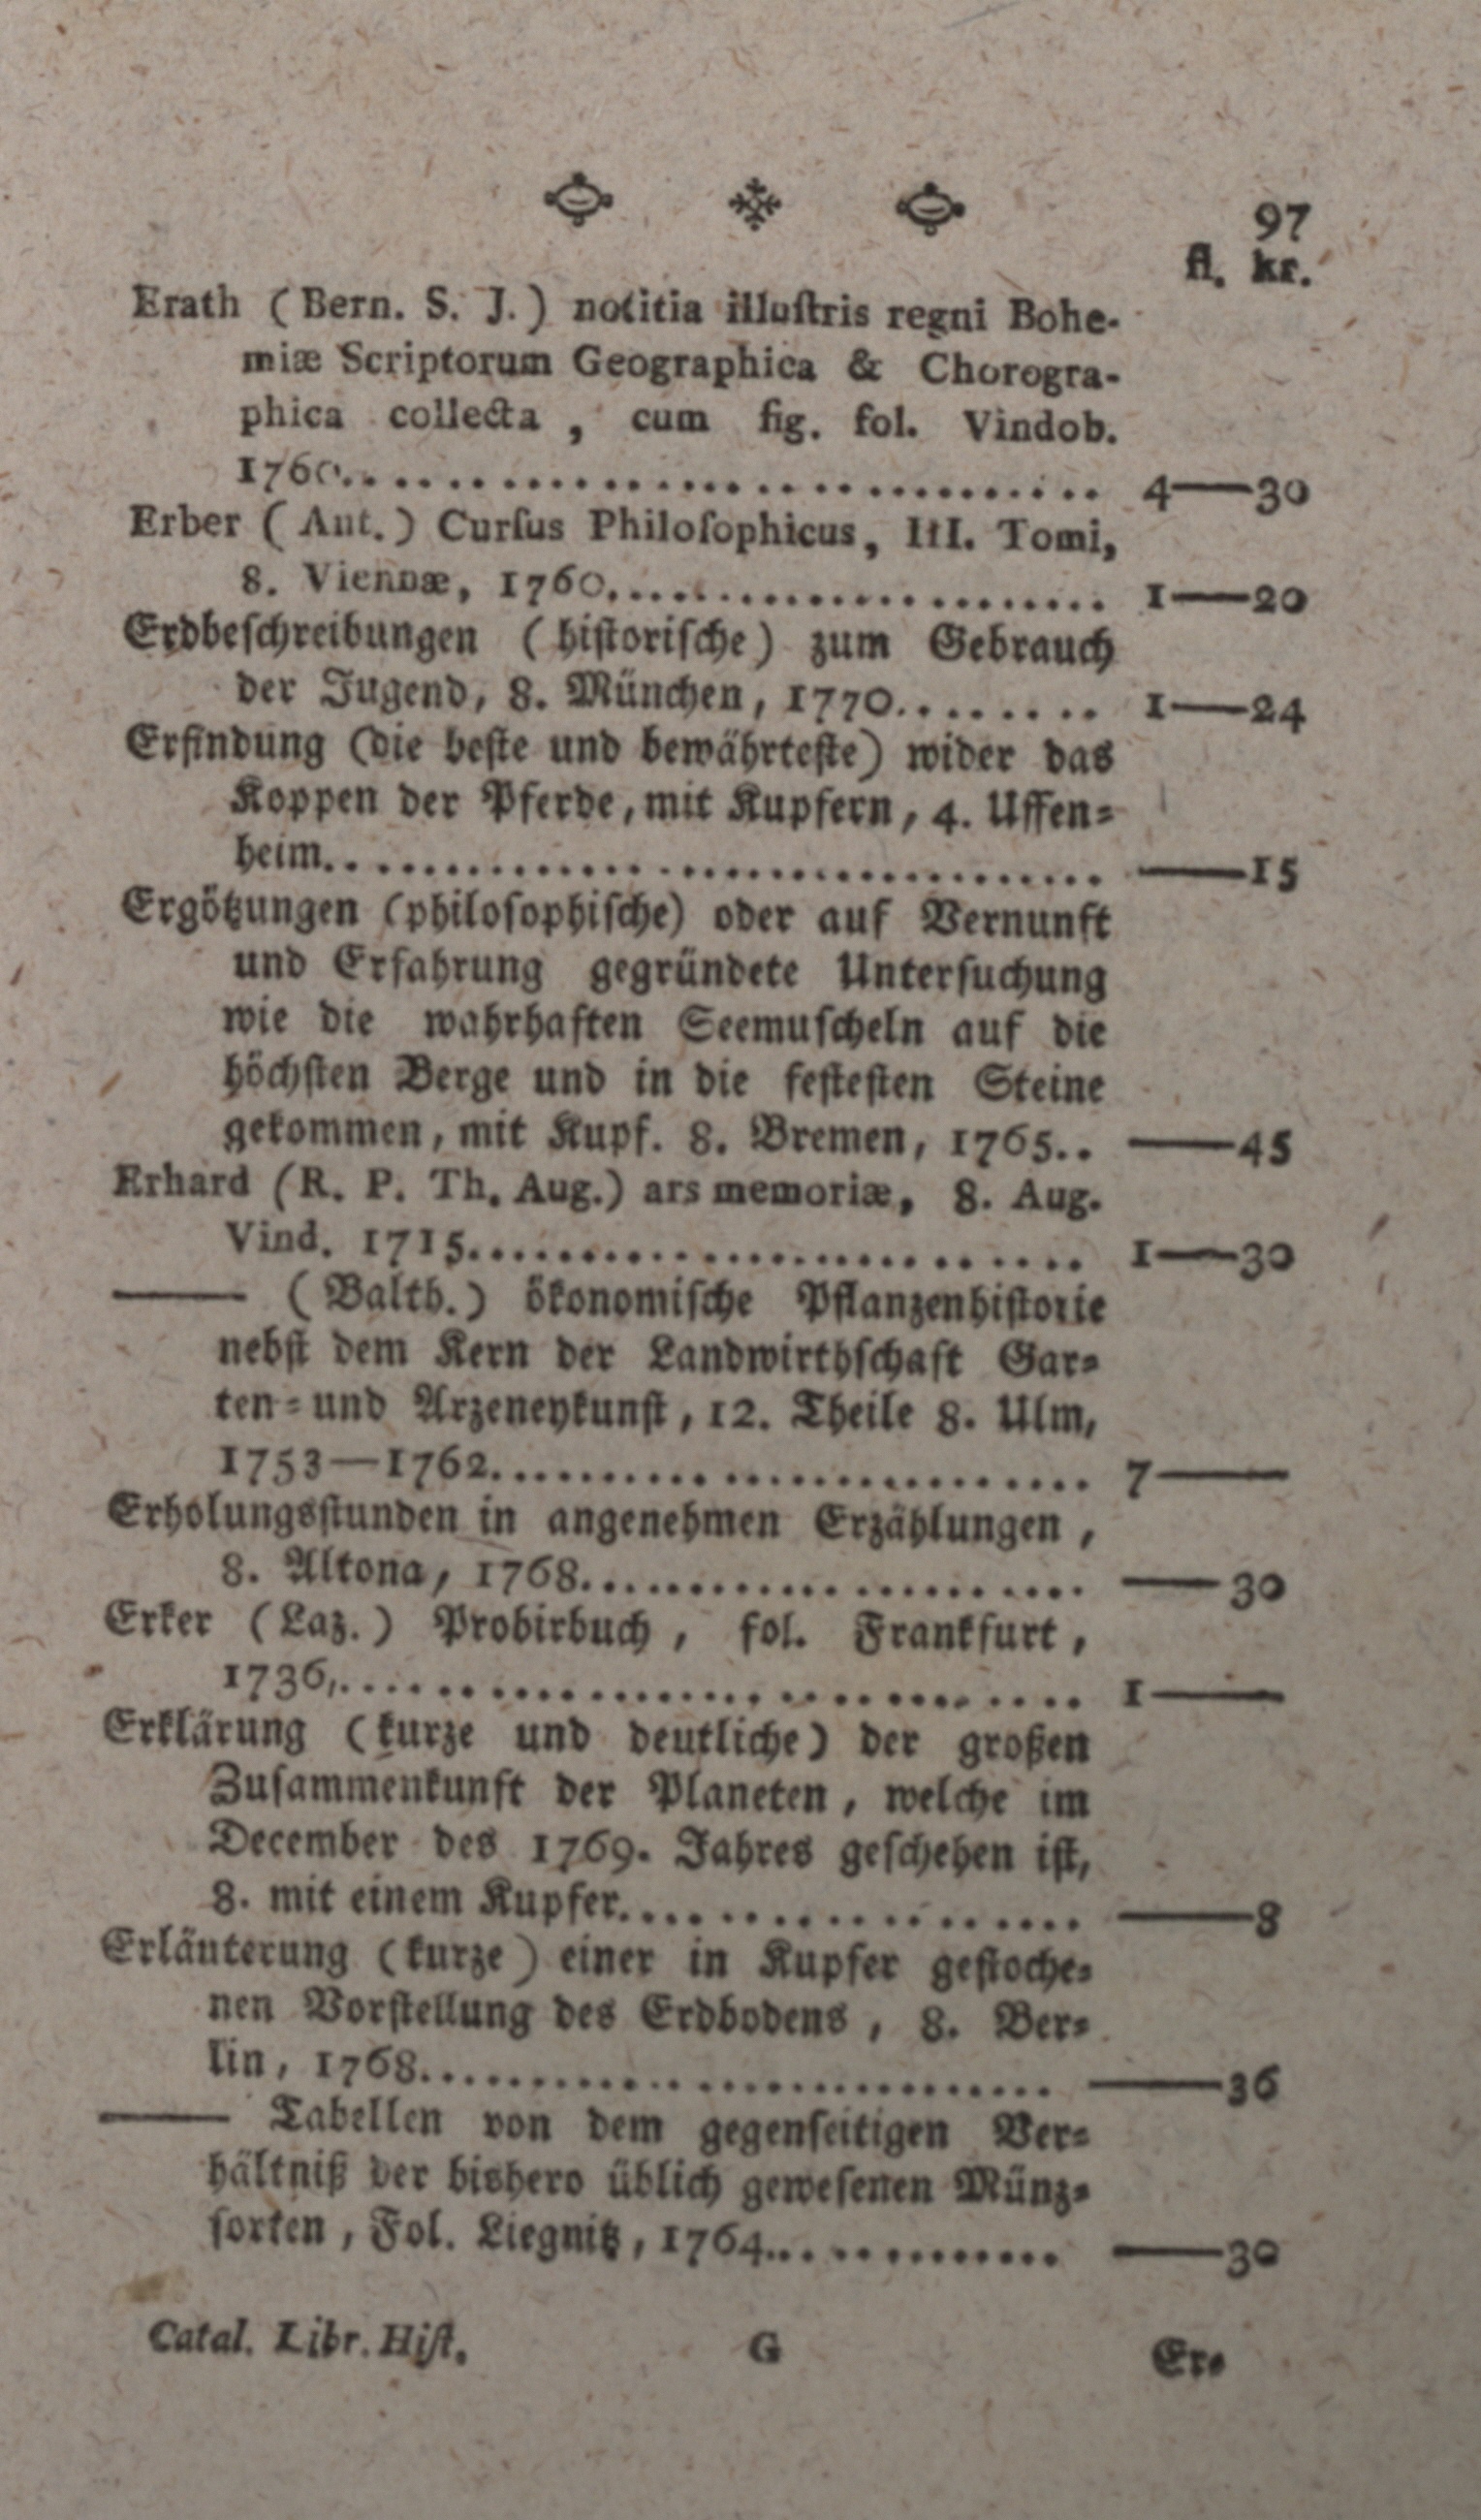 97
fl. kr.
Erath (Bern. S. J.) notitia illuſtris regni Bohe-
miæ Scriptorum Geographica & Chorogra-
phica collecta, cum fig. fol. Vindob.
1760. . . . . . . . . . . . . . . . . . . . . . . . . . . . . 4—30
Erber (Ant.) Curſus Philoſophicus, III. Tomi,
8. Viennæ, 1760. . . . . . . . . . . . . . . . . . . 1—20
Erdbeſchreibungen (hiſtoriſche) zum Gebrauch
der Jugend, 8. München, 1770. . . . . . . . 1—24
Erfindung (die beſte und bewährteſte) wider das
Koppen der Pferde, mit Kupfern, 4. Uffen-
heim. . . . . . . . . . . . . . . . . . . . . . . . . . . . . —15
Ergötzungen (philoſophiſche) oder auf Vernunft
und Erfahrung gegründete Unterſuchung
wie die wahrhaften Seemuſcheln auf die
höchſten Berge und in die feſteſten Steine
gekommen, mit Kupf. 8. Bremen, 1765. . —45
Erhard (R. P. Th. Aug.) ars memoriæ, 8. Aug.
Vind. 1715. . . . . . . . . . . . . . . . . . . . . . . 1—30
— (Balth.) ökonomiſche Pflanzenhiſtorie
nebſt dem Kern der Landwirthſchaft Gar-
ten- und Arzeneykunſt, 12. Theile 8. Ulm,
1753—1762. . . . . . . . . . . . . . . . . . . . . . 7—
Erholungsſtunden in angenehmen Erzählungen,
8. Altona, 1768. . . . . . . . . . . . . . . . . . . —30
Erker (Laz.) Probirbuch, fol. Frankfurt,
1736,. . . . . . . . . . . . . . . . . . . . . . . . . . . . 1—
Erklärung (kurze und deutliche) der großen
Zuſammenkunft der Planeten, welche im
December des 1769. Jahres geſchehen iſt,
8. mit einem Kupfer. . . . . . . . . . . . . . . . . —8
Erläuterung (kurze) einer in Kupfer geſtoche-
nen Vorſtellung des Erdbodens, 8. Ber-
lin, 1768. . . . . . . . . . . . . . . . . . . . . . . . —36
— Tabellen von dem gegenſeitigen Ver-
hältniß der bishero üblich geweſenen Münz-
ſorten, Fol. Liegnitz, 1764. . . . . . . . . . . . —30
Catal. Libr. Hiſt. G Er-